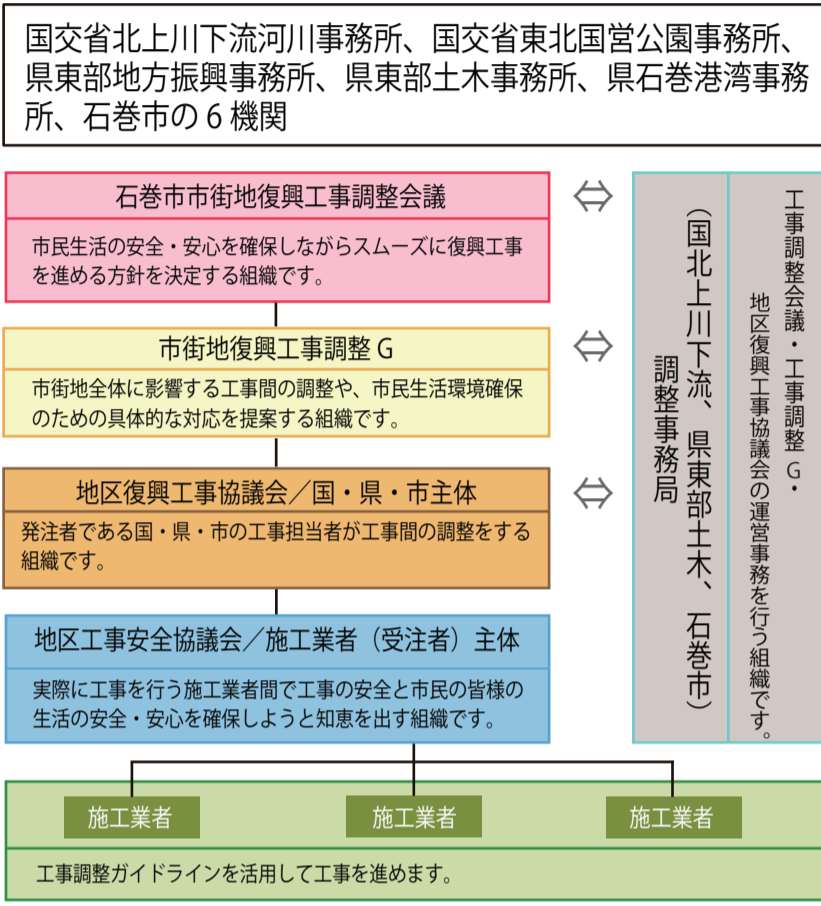 国交省北上川下流河川事務所、国交省東北国営公園事務所、
県東部地方振興事務所、県東部土木事務所、県石巻港湾事務
所、石巻市の6機関
石巻市市街地復興工事調整会議
市民生活の安全・安心を確保しながらスムーズに復興工事
を進める方針を決定する組織です。
市街地復興工事調整 G
市街地全体に影響する工事間の調整や、市民生活環境確保
のための具体的な対応を提案する組織です。
地区復興工事協議会／国・県・市主体
発注者である国・県・市の工事担当者が工事間の調整をする
組織です。
地区工事安全協議会／施工業者（受注者）主体
実際に工事を行う施工業者間で工事の安全と市民の皆様の
生活の安全・安心を確保しようと知恵を出す組織です。
⇔
⇔
⇔
工事調整会議・工事調整 G・
地区復興工事協議会の運営事務を行う組織です。
（国北上川下流、県東部土木、石巻市）
調整事務局
施工業者
施工業者
施工業者
工事調整ガイドラインを活用して工事を進めます。